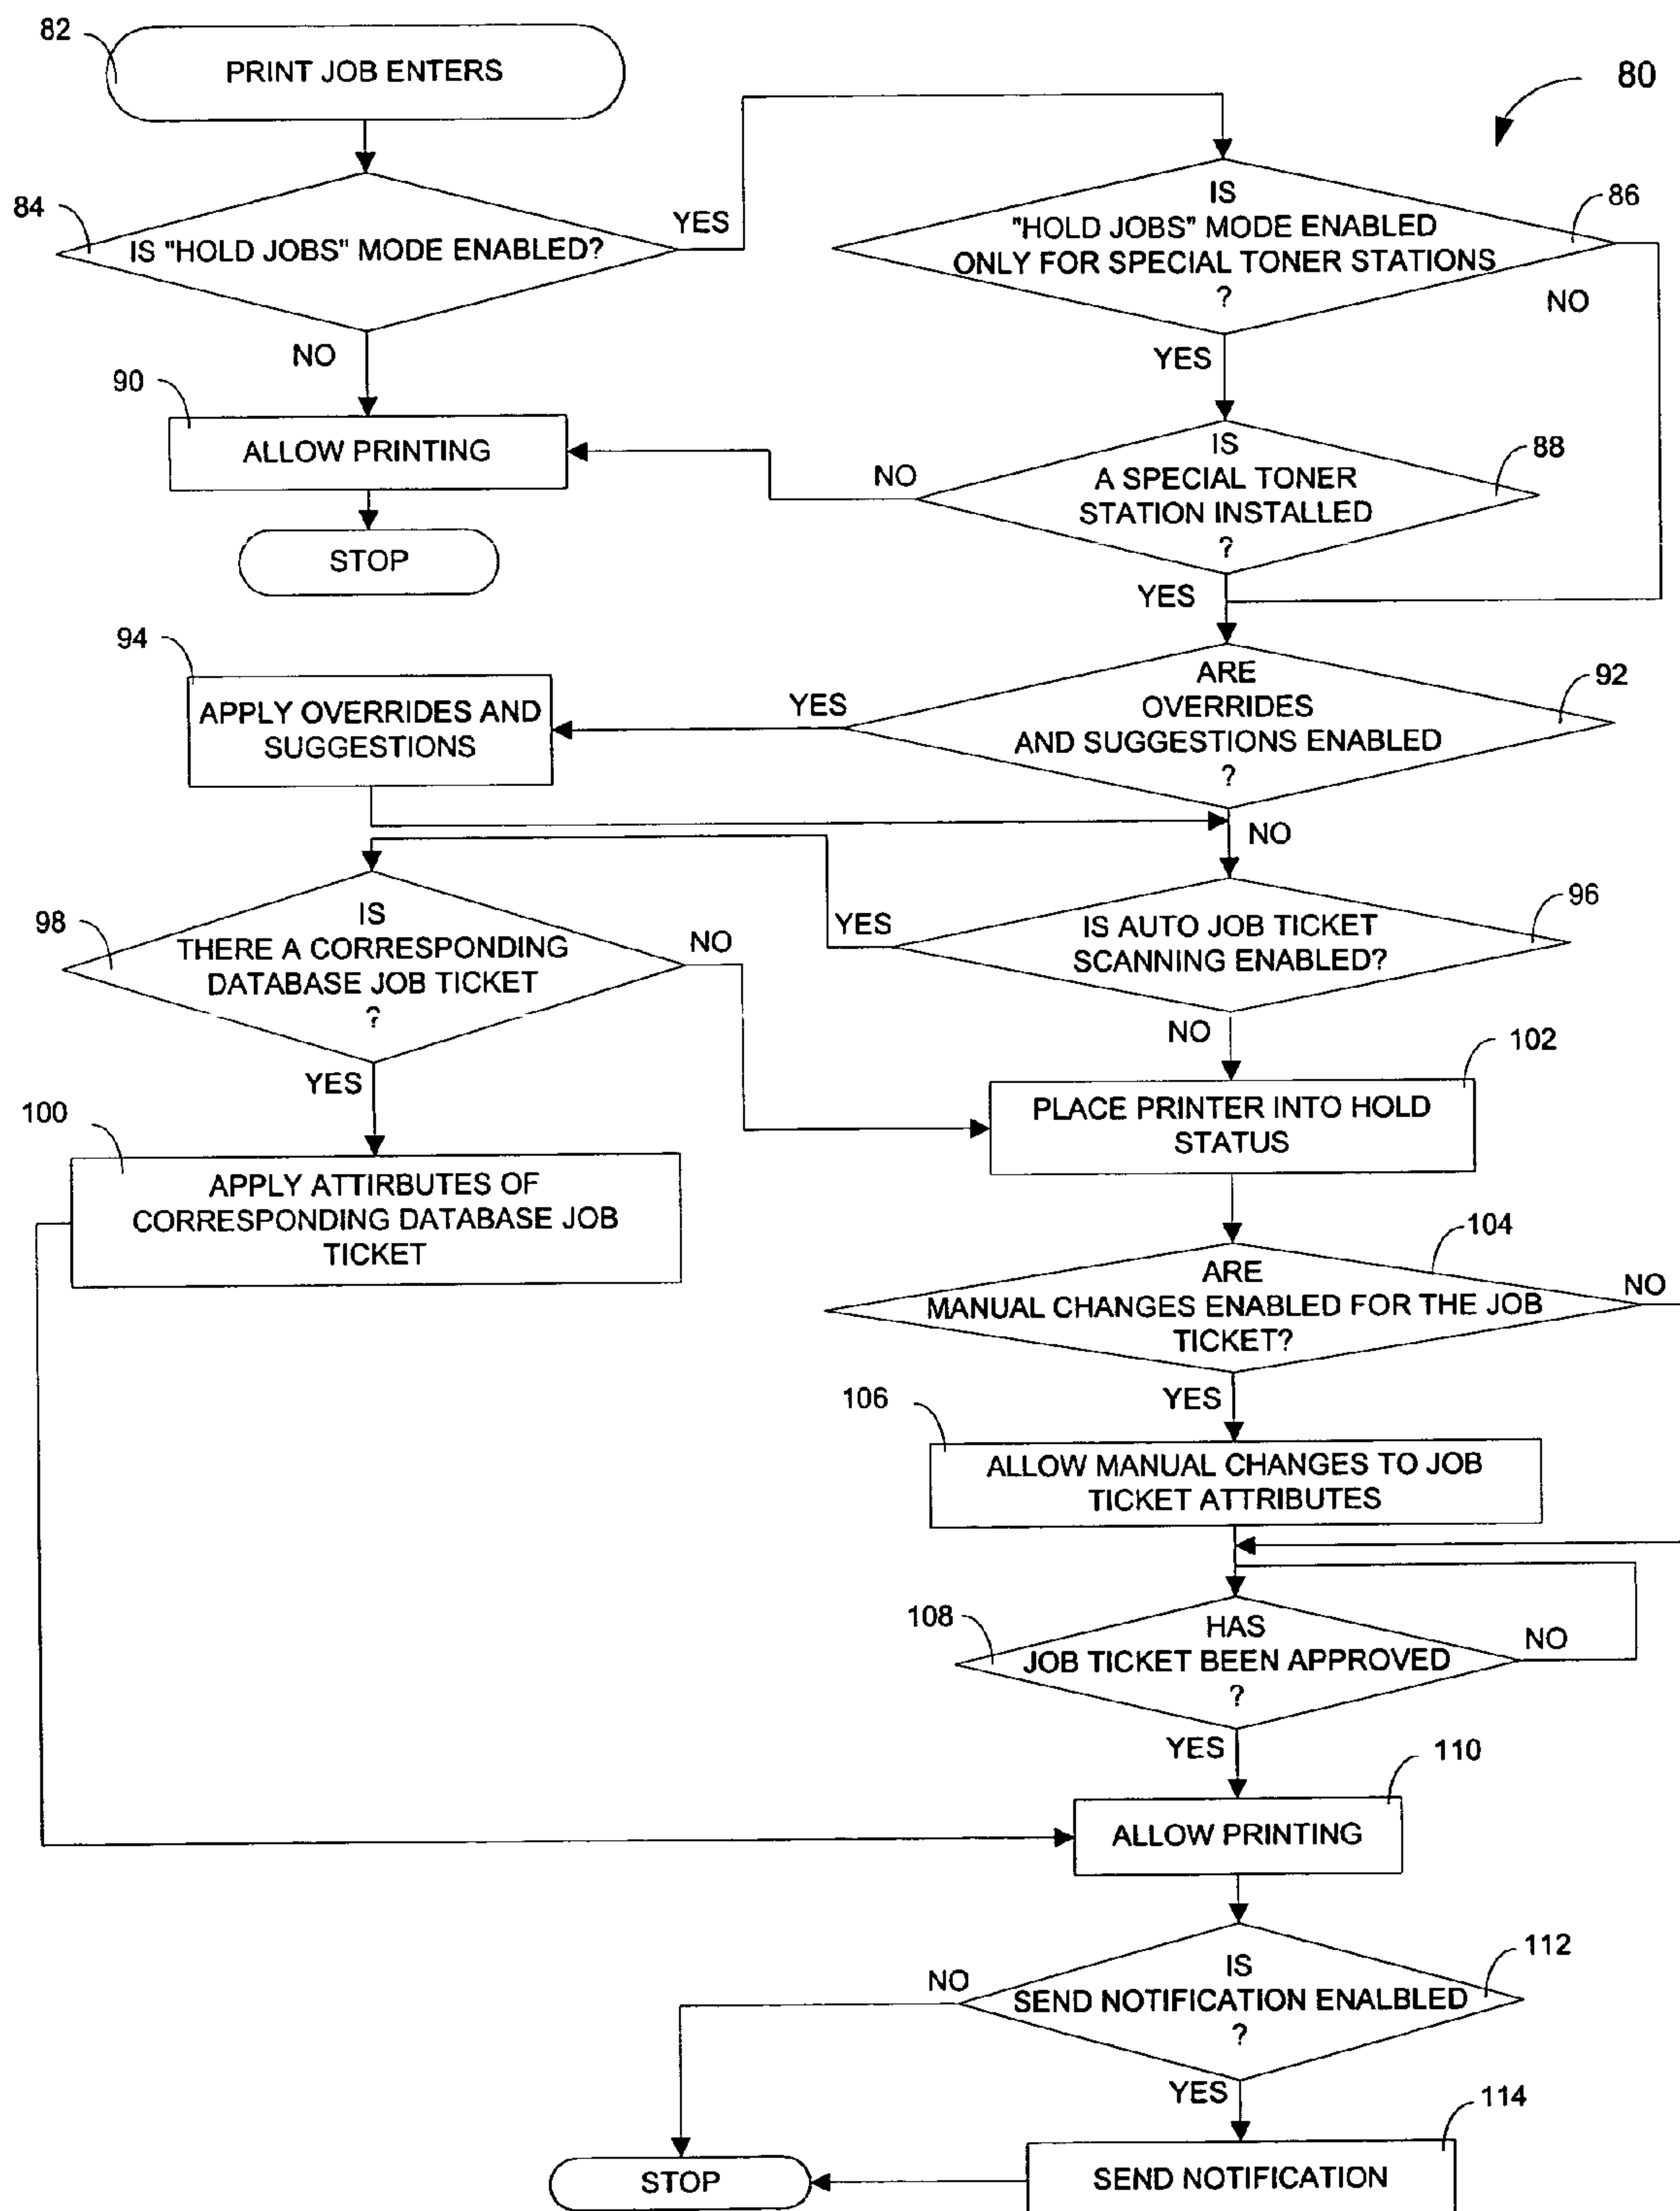 82
PRINT JOB ENTERS
80
84
IS "HOLD JOBS" MODE ENABLED?
YES
NO
86
IS
"HOLD JOBS" MODE ENABLED
ONLY FOR SPECIAL TONER STATIONS
?
NO
YES
90
ALLOW PRINTING
STOP
88
IS
A SPECIAL TONER
STATION INSTALLED
?
NO
YES
94
APPLY OVERRIDES AND
SUGGESTIONS
92
ARE
OVERRIDES
AND SUGGESTIONS ENABLED
?
YES
NO
98
IS
THERE A CORRESPONDING
DATABASE JOB TICKET
?
NO
YES
96
IS AUTO JOB TICKET
SCANNING ENABLED?
YES
NO
100
APPLY ATTIRBUTES OF
CORRESPONDING DATABASE JOB
TICKET
102
PLACE PRINTER INTO HOLD
STATUS
104
ARE
MANUAL CHANGES ENABLED FOR THE JOB
TICKET?
NO
YES
106
ALLOW MANUAL CHANGES TO JOB
TICKET ATTRIBUTES
108
HAS
JOB TICKET BEEN APPROVED
?
NO
YES
110
ALLOW PRINTING
112
IS
SEND NOTIFICATION ENALBLED
?
NO
YES
114
SEND NOTIFICATION
STOP